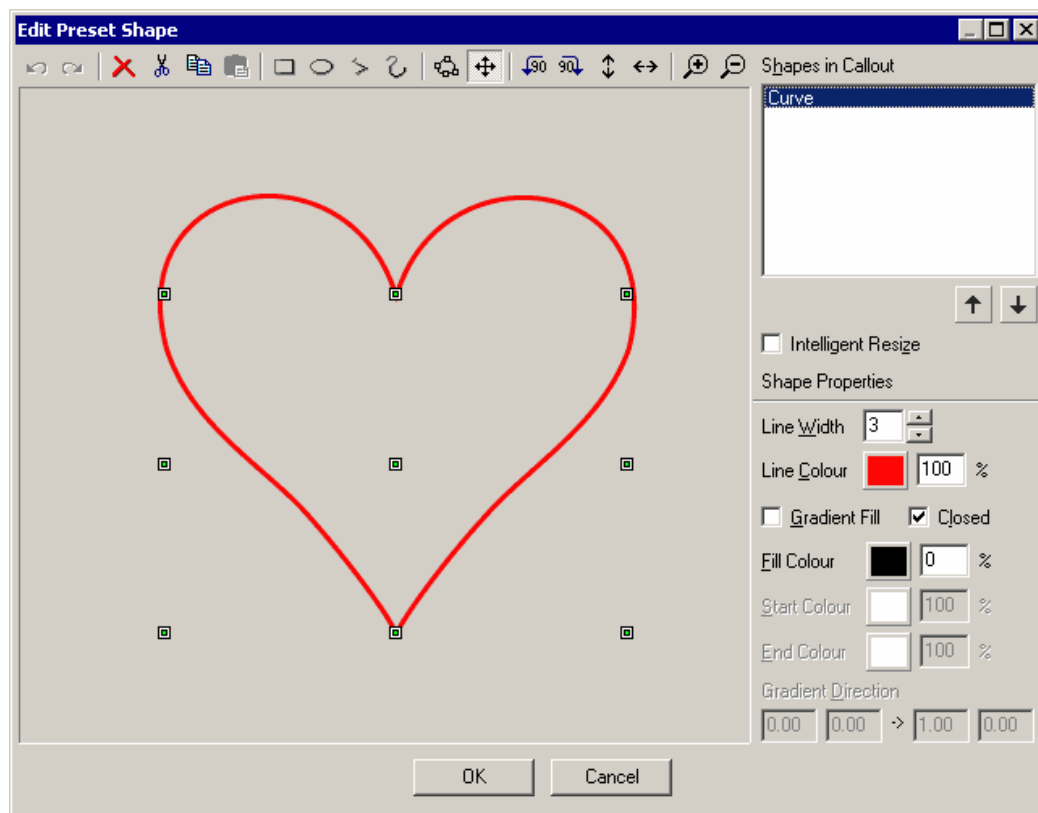 Edit Preset Shape
90 90
Shapes in Callout
Curve
Intelligent Resize
Shape Properties
Line Width 3
Line Colour 100 %
Gradient Fill Closed
Fill Colour 0 %
Start Colour 100 %
End Colour 100 %
Gradient Direction
0.00 0.00 -> 1.00 0.00
OK Cancel